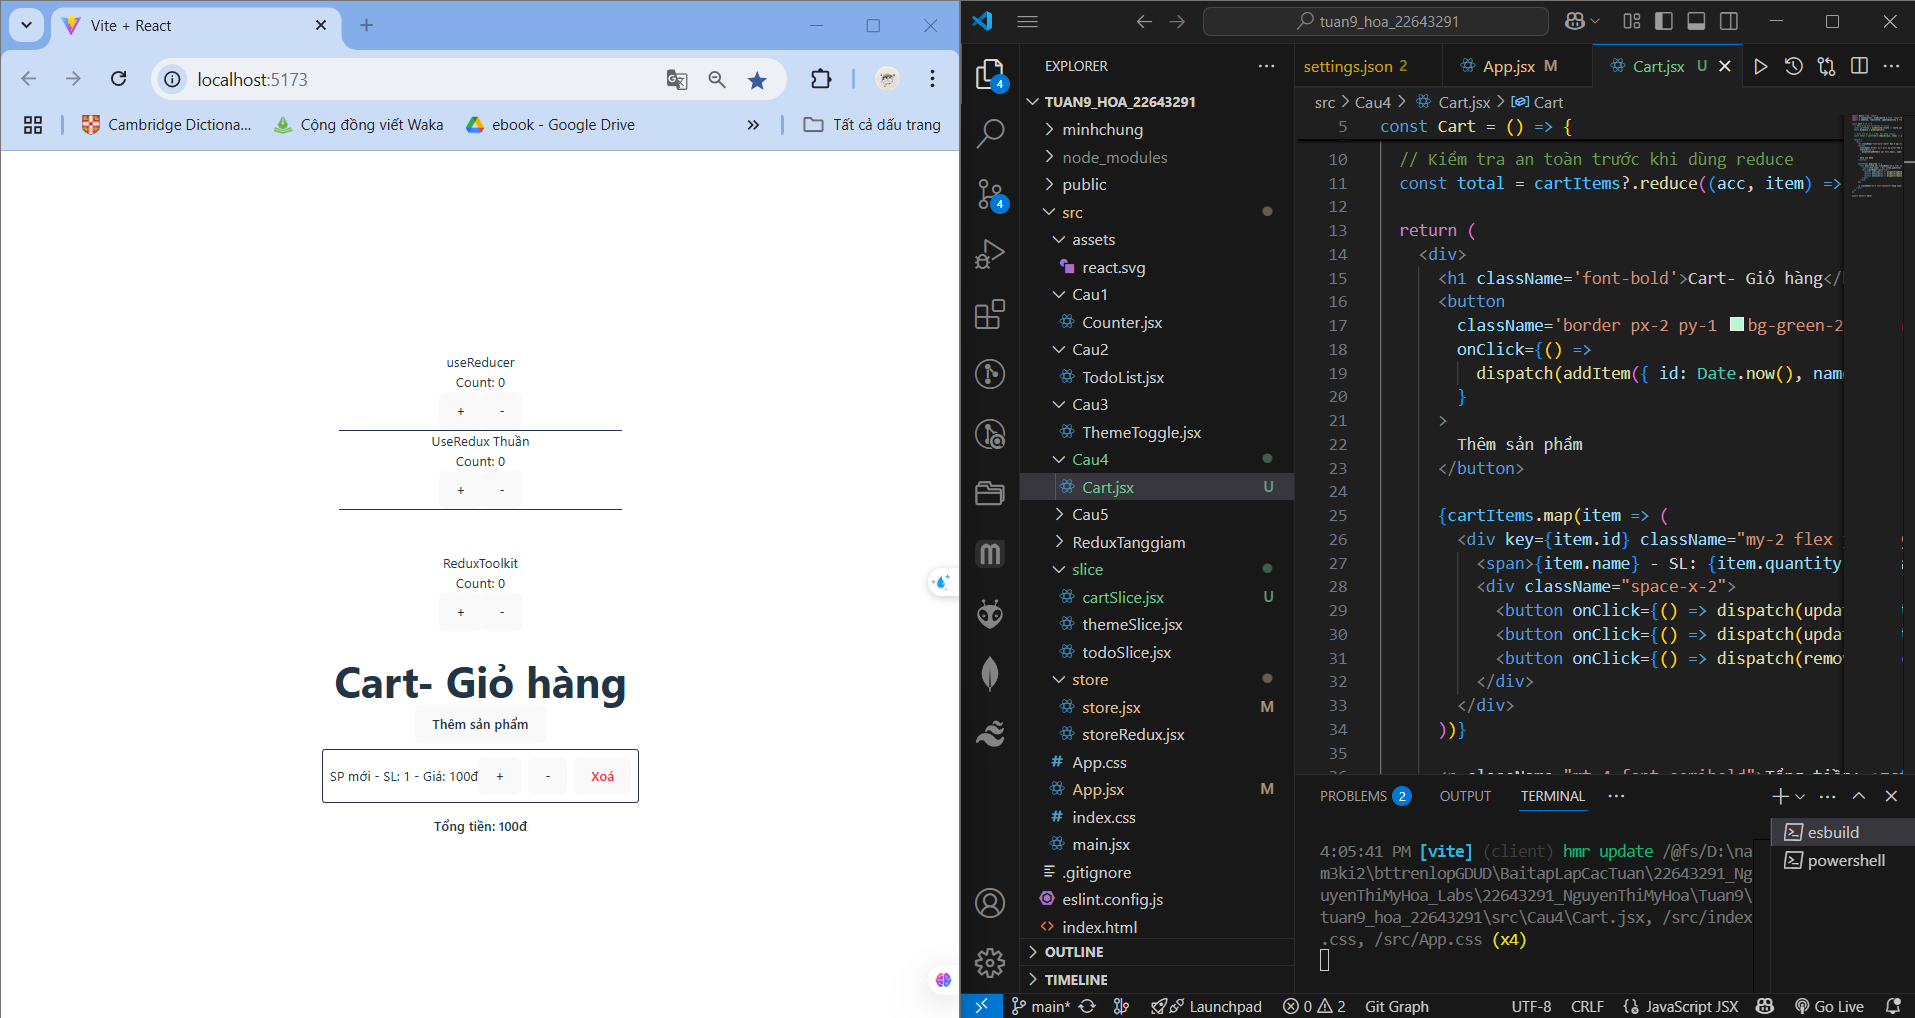 Vite + React
localhost:5173
Cambridge Dictiona...
Cộng đồng viết Waka
ebook - Google Drive
»
Tất cả dấu trang
useReducer
Count: 0
+ -
UseRedux Thuần
Count: 0
+ -
ReduxToolkit
Count: 0
+ -
Cart- Giỏ hàng
Thêm sản phẩm
SP mới - SL: 1 - Giá: 100đ + - Xoá
Tổng tiền: 100đ
tuan9_hoa_22643291
EXPLORER
TUAN9_HOA_22643291
minhchung
node_modules
public
src
assets
react.svg
Cau1
Counter.jsx
Cau2
TodoList.jsx
Cau3
ThemeToggle.jsx
Cau4
Cart.jsx U
Cau5
ReduxTanggiam
slice
cartSlice.jsx U
themeSlice.jsx
todoSlice.jsx
store
store.jsx M
storeRedux.jsx
App.css
App.jsx M
index.css
main.jsx
.gitignore
eslint.config.js
index.html
OUTLINE
TIMELINE
4
4
settings.json 2
App.jsx M
Cart.jsx U
src > Cau4 > Cart.jsx > Cart
5 const Cart = () => {
10 // Kiểm tra an toàn trước khi dùng reduce
11 const total = cartItems?.reduce((acc, item) =>
12
13 return (
14 <div>
15 <h1 className='font-bold'>Cart- Giỏ hàng</
16 <button
17 className='border px-2 py-1 bg-green-2
18 onClick={() =>
19 dispatch(addItem({ id: Date.now(), nam
20 }
21 >
22 Thêm sản phẩm
23 </button>
24
25 {cartItems.map(item => (
26 <div key={item.id} className="my-2 flex
27 <span>{item.name} - SL: {item.quantity
28 <div className="space-x-2">
29 <button onClick={() => dispatch(updat
30 <button onClick={() => dispatch(updat
31 <button onClick={() => dispatch(remov
32 </div>
33 </div>
34 ))}
35
PROBLEMS 2
OUTPUT
TERMINAL
esbuild
powershell
4:05:41 PM [vite] (client) hmr update /@fs/D:\na
m3ki2\bttrenlopGDUD\BaitapLapCacTuan\22643291_Ng
uyenThiMyHoa_Labs\22643291_NguyenThiMyHoa\Tuan9\
tuan9_hoa_22643291\src\Cau4\Cart.jsx, /src/index
.css, /src/App.css (x4)
main* Launchpad 0 2 Git Graph UTF-8 CRLF {} JavaScript JSX Go Live